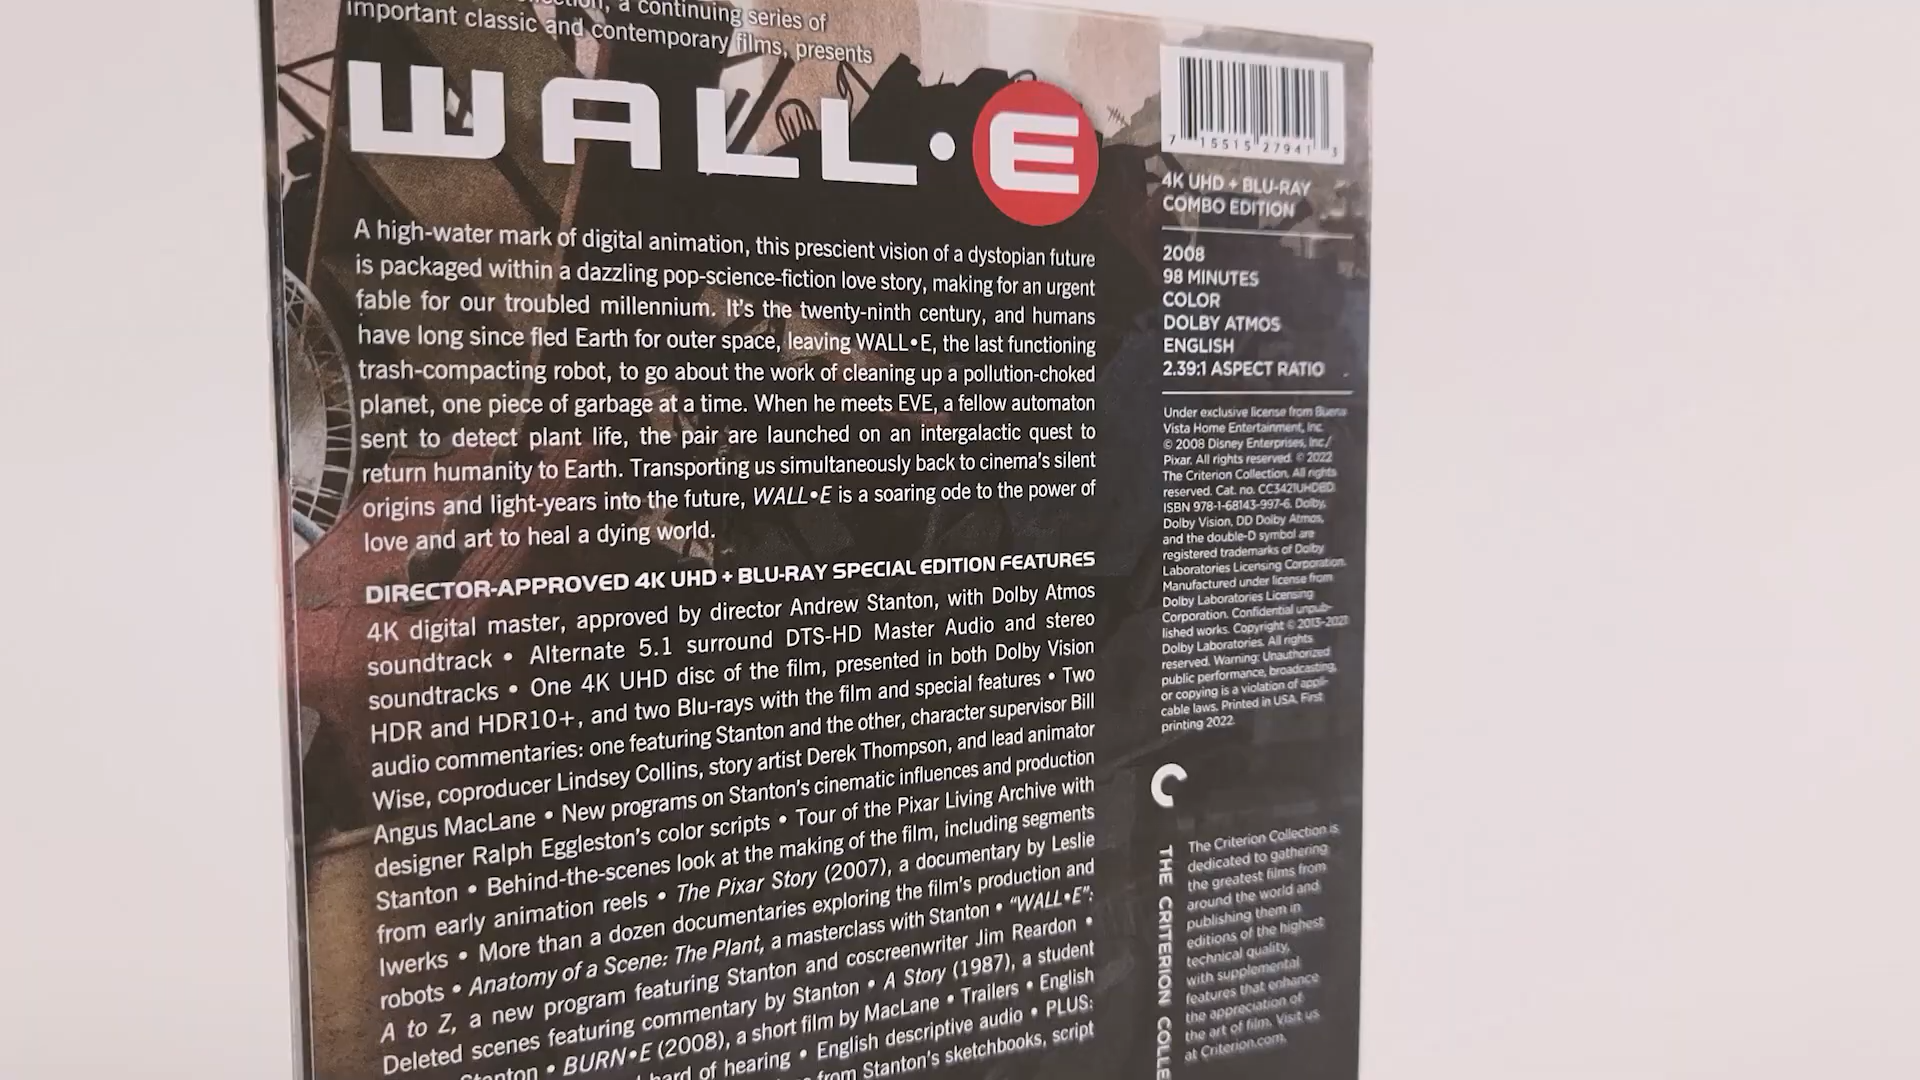 a continuing series of
important classic and contemporary films, presents
WALL•E
A high-water mark of digital animation, this prescient vision of a dystopian future
is packaged within a dazzling pop-science-fiction love story, making for an urgent
fable for our troubled millennium. It's the twenty-ninth century, and humans
have long since fled Earth for outer space, leaving WALL•E, the last functioning
trash-compacting robot, to go about the work of cleaning up a pollution-choked
planet, one piece of garbage at a time. When he meets EVE, a fellow automaton
sent to detect plant life, the pair are launched on an intergalactic quest to
return humanity to Earth. Transporting us simultaneously back to cinema's silent
origins and light-years into the future, WALL•E is a soaring ode to the power of
love and art to heal a dying world.
DIRECTOR-APPROVED 4K UHD + BLU-RAY SPECIAL EDITION FEATURES
4K digital master, approved by director Andrew Stanton, with Dolby Atmos
soundtrack • Alternate 5.1 surround DTS-HD Master Audio and stereo
soundtracks • One 4K UHD disc of the film, presented in both Dolby Vision
HDR and HDR10+, and two Blu-rays with the film and special features • Two
audio commentaries: one featuring Stanton and the other, character supervisor Bill
Wise, coproducer Lindsey Collins, story artist Derek Thompson, and lead animator
Angus MacLane • New programs on Stanton's cinematic influences and production
designer Ralph Eggleston's color scripts • Tour of the Pixar Living Archive with
Stanton • Behind-the-scenes look at the making of the film, including segments
from early animation reels • The Pixar Story (2007), a documentary by Leslie
Iwerks • More than a dozen documentaries exploring the film's production and
robots • Anatomy of a Scene: The Plant, a masterclass with Stanton • "WALL•E":
A to Z, a new program featuring Stanton and coscreenwriter Jim Reardon •
Deleted scenes featuring commentary by Stanton • A Story (1987), a student
Stanton • BURN•E (2008), a short film by MacLane • Trailers • English
hard of hearing • English descriptive audio • PLUS:
from Stanton's sketchbooks, script
7 15515 27941 3
4K UHD + BLU-RAY
COMBO EDITION
2008
98 MINUTES
COLOR
DOLBY ATMOS
ENGLISH
2.39:1 ASPECT RATIO
Under exclusive license from Buena
Vista Home Entertainment, Inc.
© 2008 Disney Enterprises, Inc./
Pixar. All rights reserved. © 2022
The Criterion Collection. All rights
reserved. Cat. no. CC3421UHDBD.
ISBN 978-1-68143-997-6. Dolby,
Dolby Vision, DD Dolby Atmos,
and the double-D symbol are
registered trademarks of Dolby
Laboratories Licensing Corporation.
Manufactured under license from
Dolby Laboratories Licensing
Corporation. Confidential unpub-
lished works. Copyright © 2013–2021
Dolby Laboratories. All rights
reserved. Warning: Unauthorized
public performance, broadcasting,
or copying is a violation of appli-
cable laws. Printed in USA. First
printing 2022.
THE CRITERION COLLE
The Criterion Collection is
dedicated to gathering
the greatest films from
around the world and
publishing them in
editions of the highest
technical quality,
with supplemental
features that enhance
the appreciation of
the art of film. Visit us
at Criterion.com.